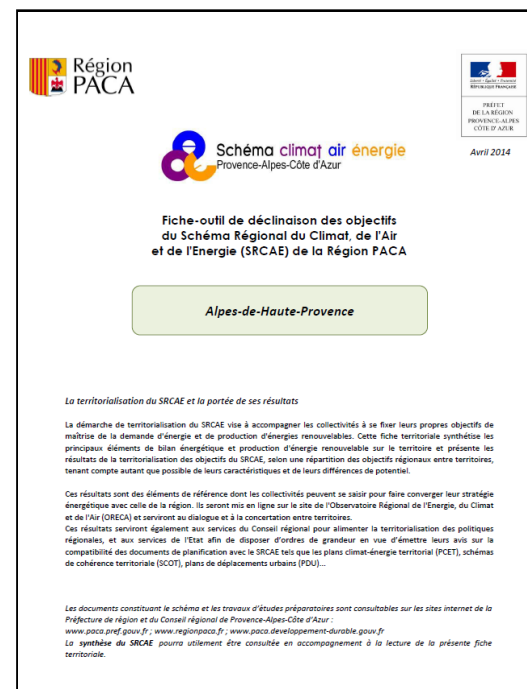 Région
PACA
Liberté • Égalité • Fraternité
RÉPUBLIQUE FRANÇAISE
PRÉFET
DE LA RÉGION
PROVENCE-ALPES
CÔTE D'AZUR
Avril 2014
Schéma climat air énergie
Provence-Alpes-Côte d'Azur
Fiche-outil de déclinaison des objectifs
du Schéma Régional du Climat, de l'Air
et de l'Energie (SRCAE) de la Région PACA
Alpes-de-Haute-Provence
La territorialisation du SRCAE et la portée de ses résultats
La démarche de territorialisation du SRCAE vise à accompagner les collectivités à se fixer leurs propres objectifs de
maîtrise de la demande d'énergie et de production d'énergies renouvelables. Cette fiche territoriale synthétise les
principaux éléments de bilan énergétique et production d'énergie renouvelable sur le territoire et présente les
résultats de la territorialisation des objectifs du SRCAE, selon une répartition des objectifs régionaux entre territoires,
tenant compte autant que possible de leurs caractéristiques et de leurs différences de potentiel.
Ces résultats sont des éléments de référence dont les collectivités peuvent se saisir pour faire converger leur stratégie
énergétique avec celle de la région. Ils seront mis en ligne sur le site de l'Observatoire Régional de l'Energie, du Climat
et de l'Air (ORECA) et serviront au dialogue et à la concertation entre territoires.
Ces résultats serviront également aux services du Conseil régional pour alimenter la territorialisation des politiques
régionales, et aux services de l'Etat afin de disposer d'ordres de grandeur en vue d'émettre leurs avis sur la
compatibilité des documents de planification avec le SRCAE tels que les plans climat-énergie territorial (PCET), schémas
de cohérence territoriale (SCOT), plans de déplacements urbains (PDU)...
Les documents constituant le schéma et les travaux d'études préparatoires sont consultables sur les sites internet de la
Préfecture de région et du Conseil régional de Provence-Alpes-Côte d'Azur :
www.paca.pref.gouv.fr ; www.regionpaca.fr ; www.paca.developpement-durable.gouv.fr
La synthèse du SRCAE pourra utilement être consultée en accompagnement à la lecture de la présente fiche
territoriale.